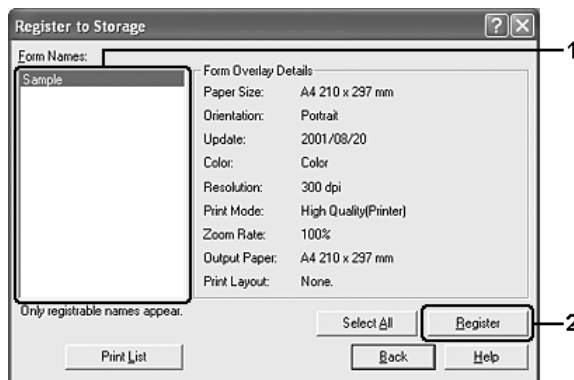 Register to Storage
Form Names:
1
Sample
Form Overlay Details
Paper Size: A4 210 x 297 mm
Orientation: Portrait
Update: 2001/08/20
Color: Color
Resolution: 300 dpi
Print Mode: High Quality(Printer)
Zoom Rate: 100%
Output Paper: A4 210 x 297 mm
Print Layout: None.
Only registrable names appear.
Select All Register 2
Print List Back Help